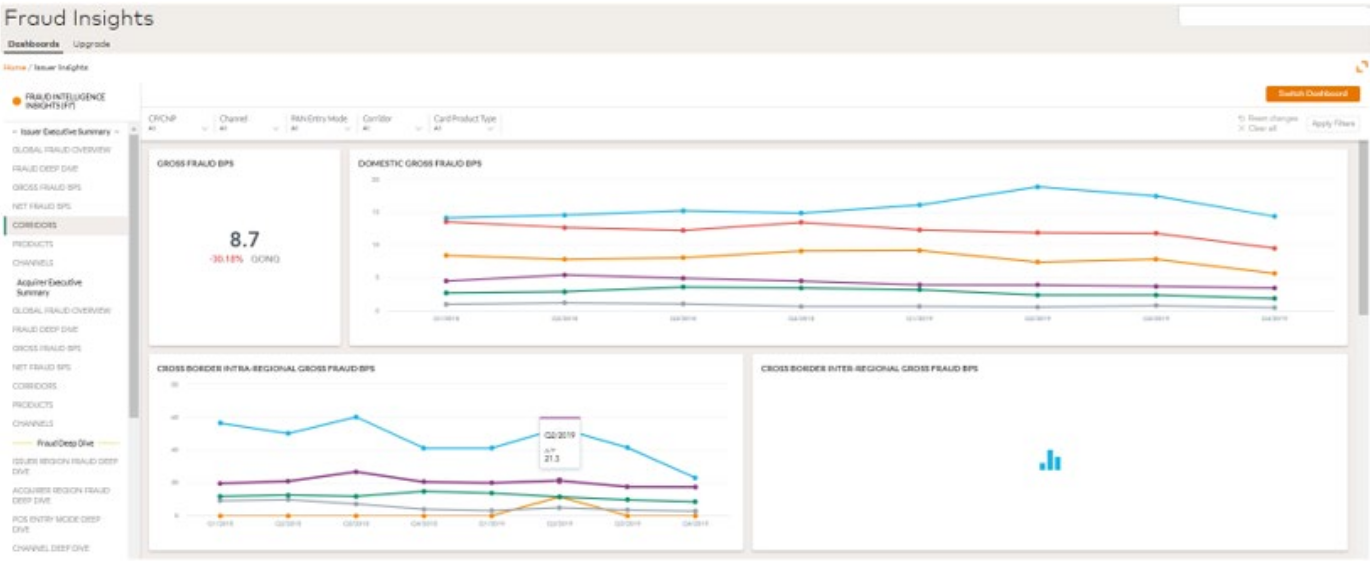 Fraud Insights
Dashboards Upgrade
Home / Issuer Insights
FRAUD INTELLIGENCE
INSIGHTS (FI²)
Switch Dashboard
CP/CNP Channel PAN Entry Mode Corridor Card Product Type
All All All All All
Reset changes
Clear all
Apply Filters
Issuer Executive Summary
GLOBAL FRAUD OVERVIEW
FRAUD DEEP DIVE
GROSS FRAUD BPS
NET FRAUD BPS
CORRIDORS
PRODUCTS
CHANNELS
Acquirer Executive
Summary
GLOBAL FRAUD OVERVIEW
FRAUD DEEP DIVE
GROSS FRAUD BPS
NET FRAUD BPS
CORRIDORS
PRODUCTS
CHANNELS
Fraud Deep Dive
ISSUER REGION FRAUD DEEP
DIVE
ACQUIRER REGION FRAUD
DEEP DIVE
POS ENTRY MODE DEEP
DIVE
CHANNEL DEEP DIVE
GROSS FRAUD BPS
8.7
-30.18% QONQ
DOMESTIC GROSS FRAUD BPS
20
15
10
5
0
Q1/2018 Q2/2018 Q3/2018 Q4/2018 Q1/2019 Q2/2019 Q3/2019 Q4/2019
CROSS BORDER INTRA-REGIONAL GROSS FRAUD BPS
80
60
40
20
0
Q2/2019
A/P
21.3
Q1/2018 Q2/2018 Q3/2018 Q4/2018 Q1/2019 Q2/2019 Q3/2019 Q4/2019
CROSS BORDER INTER-REGIONAL GROSS FRAUD BPS